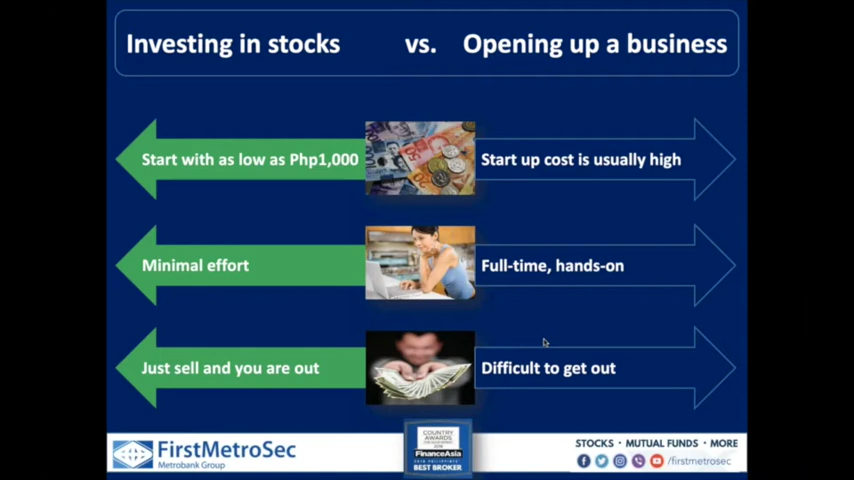 Investing in stocks vs. Opening up a business
Start with as low as Php1,000
Start up cost is usually high
Minimal effort
Full-time, hands-on
Just sell and you are out
Difficult to get out
FirstMetroSec
Metrobank Group
COUNTRY
AWARDS
FinanceAsia
BEST BROKER
STOCKS · MUTUAL FUNDS · MORE
/firstmetrosec